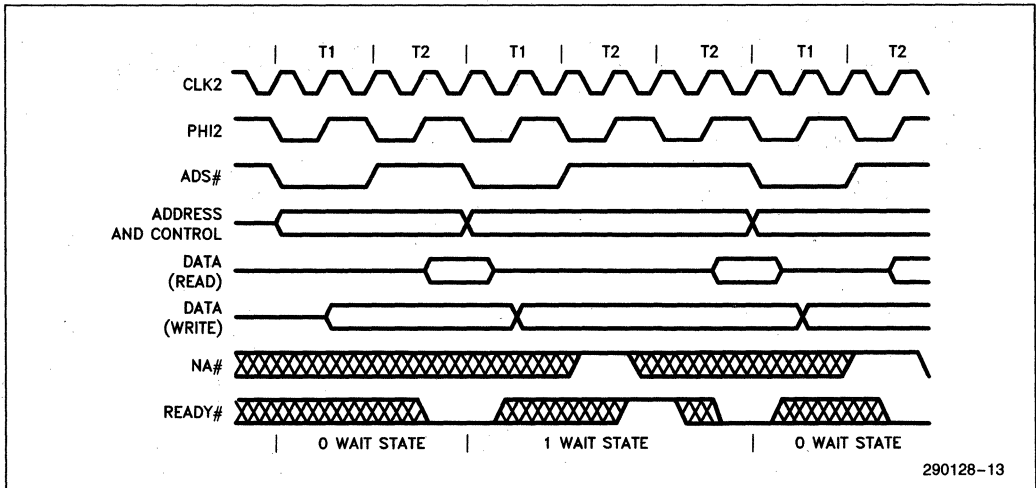 | T1 | T2 | T1 | T2 | T2 | T1 | T2
CLK2
PHI2
ADS#
ADDRESS
AND CONTROL
DATA
(READ)
DATA
(WRITE)
NA#
READY#
| 0 WAIT STATE | 1 WAIT STATE | 0 WAIT STATE
290128-13